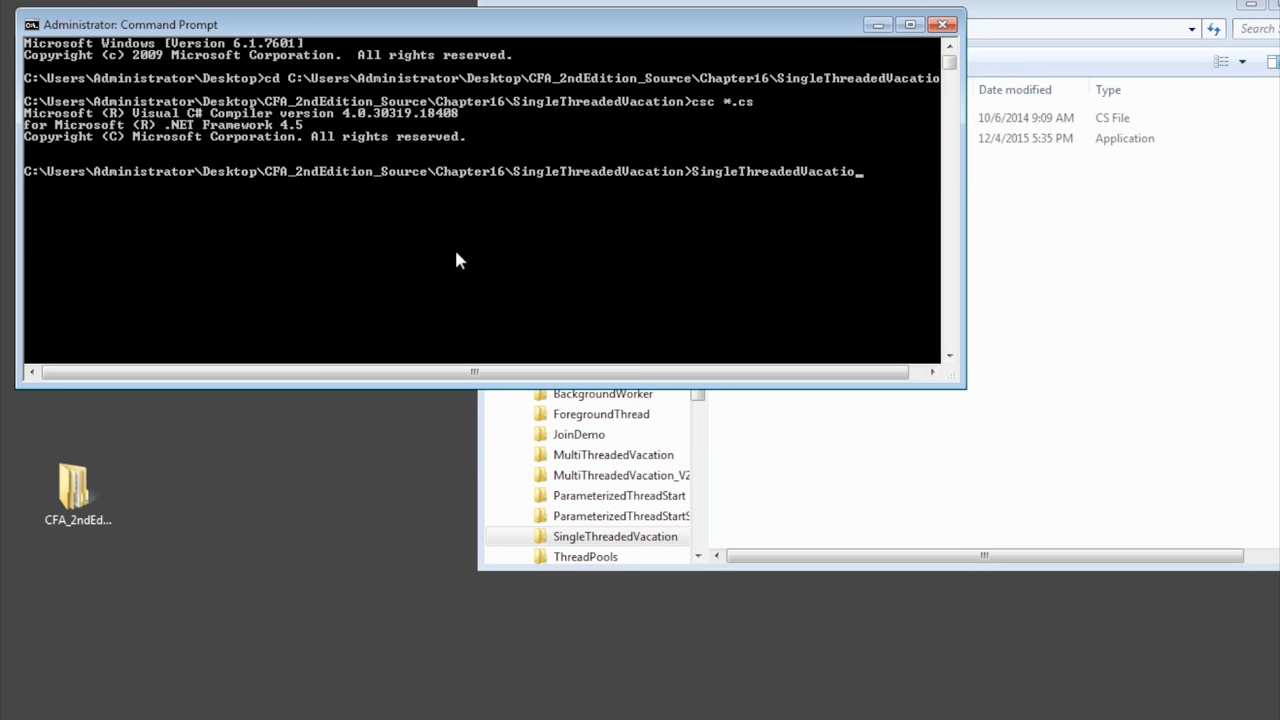 Administrator: Command Prompt
Microsoft Windows [Version 6.1.7601]
Copyright (c) 2009 Microsoft Corporation.  All rights reserved.
C:\Users\Administrator\Desktop>cd C:\Users\Administrator\Desktop\CFA_2ndEdition_Source\Chapter16\SingleThreadedVacatio
C:\Users\Administrator\Desktop\CFA_2ndEdition_Source\Chapter16\SingleThreadedVacation>csc *.cs
Microsoft (R) Visual C# Compiler version 4.0.30319.18408
for Microsoft (R) .NET Framework 4.5
Copyright (C) Microsoft Corporation. All rights reserved.
C:\Users\Administrator\Desktop\CFA_2ndEdition_Source\Chapter16\SingleThreadedVacation>SingleThreadedVacatio_
Search S
Date modified Type
10/6/2014 9:09 AM CS File
12/4/2015 5:35 PM Application
BackgroundWorker
ForegroundThread
JoinDemo
MultiThreadedVacation
MultiThreadedVacation_V2
ParameterizedThreadStart
ParameterizedThreadStartS
SingleThreadedVacation
ThreadPools
CFA_2ndEd...